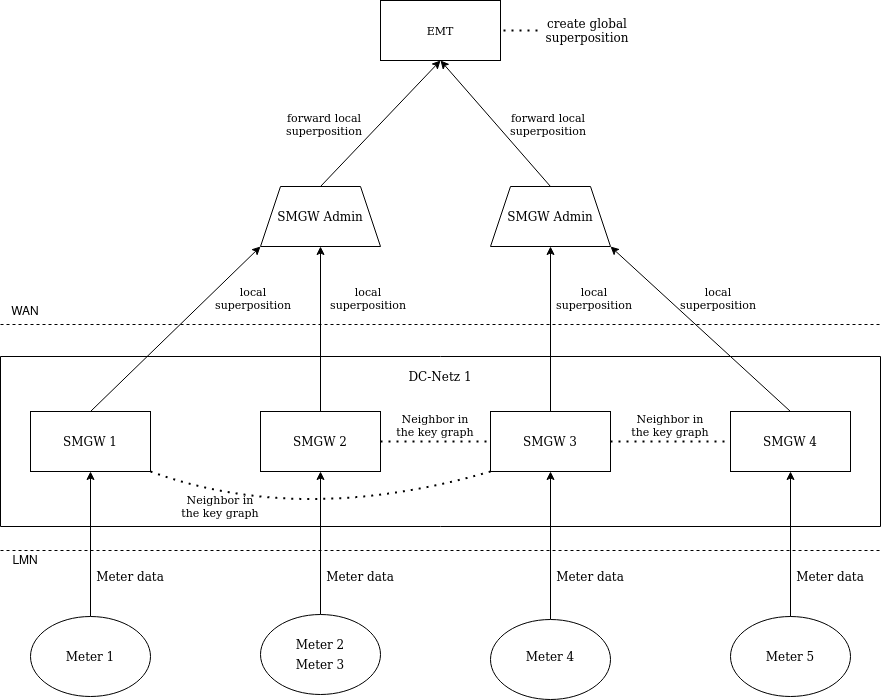 EMT
create global
superposition
forward local
superposition
forward local
superposition
SMGW Admin
SMGW Admin
local
superposition
local
superposition
local
superposition
local
superposition
WAN
DC-Netz 1
SMGW 1
SMGW 2
Neighbor in
the key graph
SMGW 3
Neighbor in
the key graph
SMGW 4
Neighbor in
the key graph
LMN
Meter data
Meter data
Meter data
Meter data
Meter 1
Meter 2
Meter 3
Meter 4
Meter 5